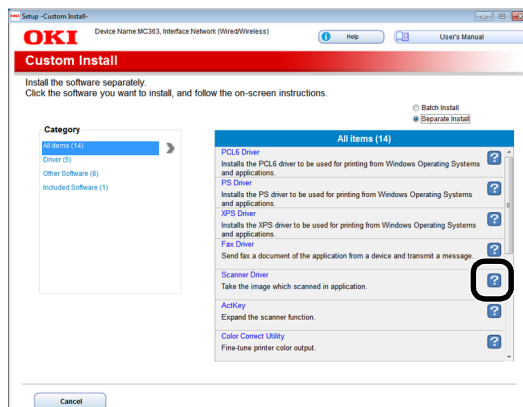 Setup -Custom Install-
OKI
Device Name:MC363, Interface:Network (Wired/Wireless)
Help
User's Manual
Custom Install
Install the software separately.
Click the software you want to install, and follow the on-screen instructions.
Batch Install
Separate Install
Category
All items (14)
Driver (5)
Other Software (8)
Included Software (1)
All items (14)
PCL6 Driver
Installs the PCL6 driver to be used for printing from Windows Operating Systems
and applications.
PS Driver
Installs the PS driver to be used for printing from Windows Operating Systems
and applications.
XPS Driver
Installs the XPS driver to be used for printing from Windows Operating Systems
and applications.
Fax Driver
Send fax a document of the application from a device and transmit a message.
Scanner Driver
Take the image which scanned in application.
ActKey
Expand the scanner function.
Color Correct Utility
Fine-tune printer color output.
Cancel